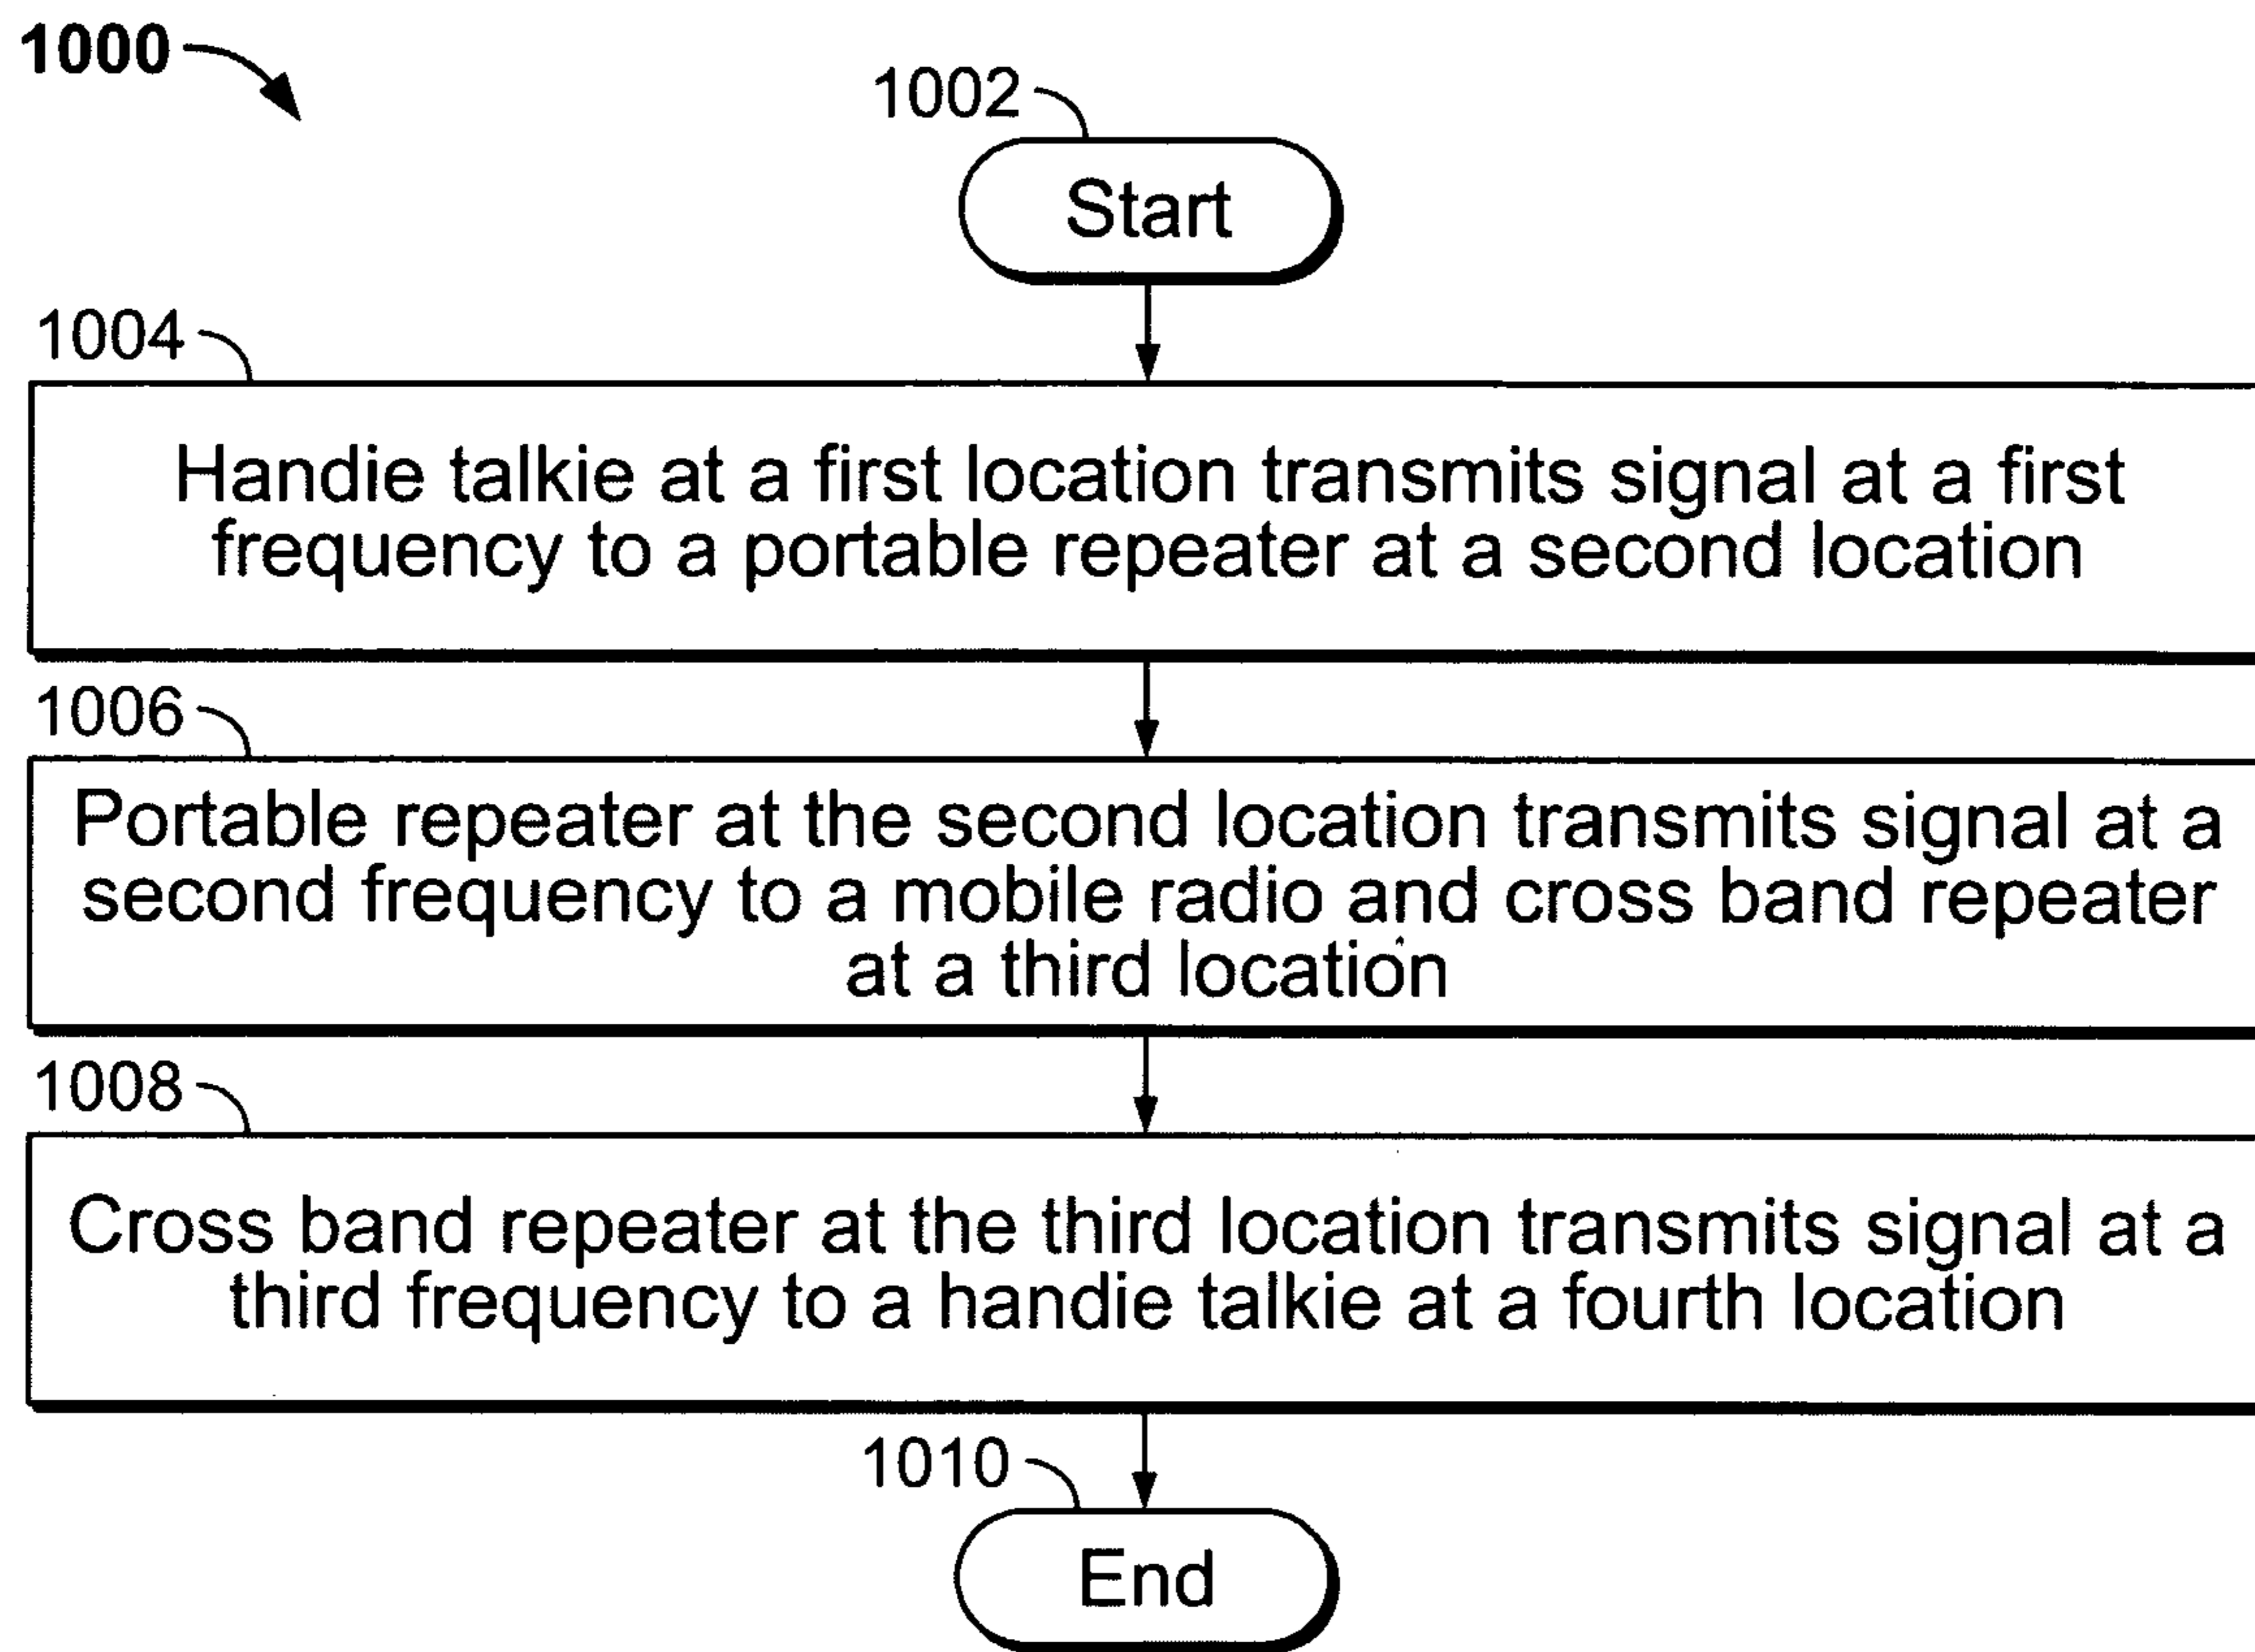 1000
1002
Start
1004
Handie talkie at a first location transmits signal at a first
frequency to a portable repeater at a second location
1006
Portable repeater at the second location transmits signal at a
second frequency to a mobile radio and cross band repeater
at a third location
1008
Cross band repeater at the third location transmits signal at a
third frequency to a handie talkie at a fourth location
1010
End